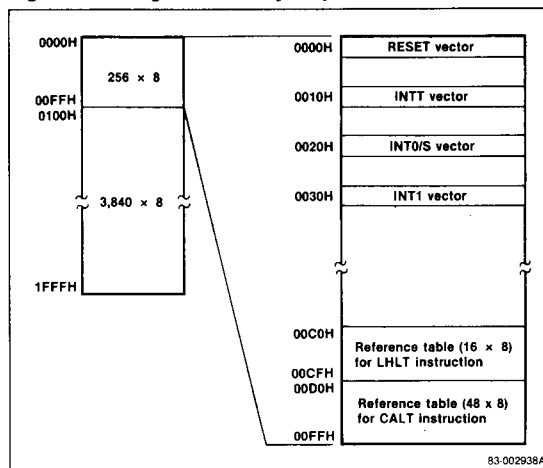 0000H
256 × 8
00FFH
0100H
3,840 × 8
1FFFH
0000H
RESET vector
0010H
INTT vector
0020H
INT0/S vector
0030H
INT1 vector
00C0H
Reference table (16 × 8)
for LHLT instruction
00CFH
00D0H
Reference table (48 x 8)
for CALT instruction
00FFH
83-002938A